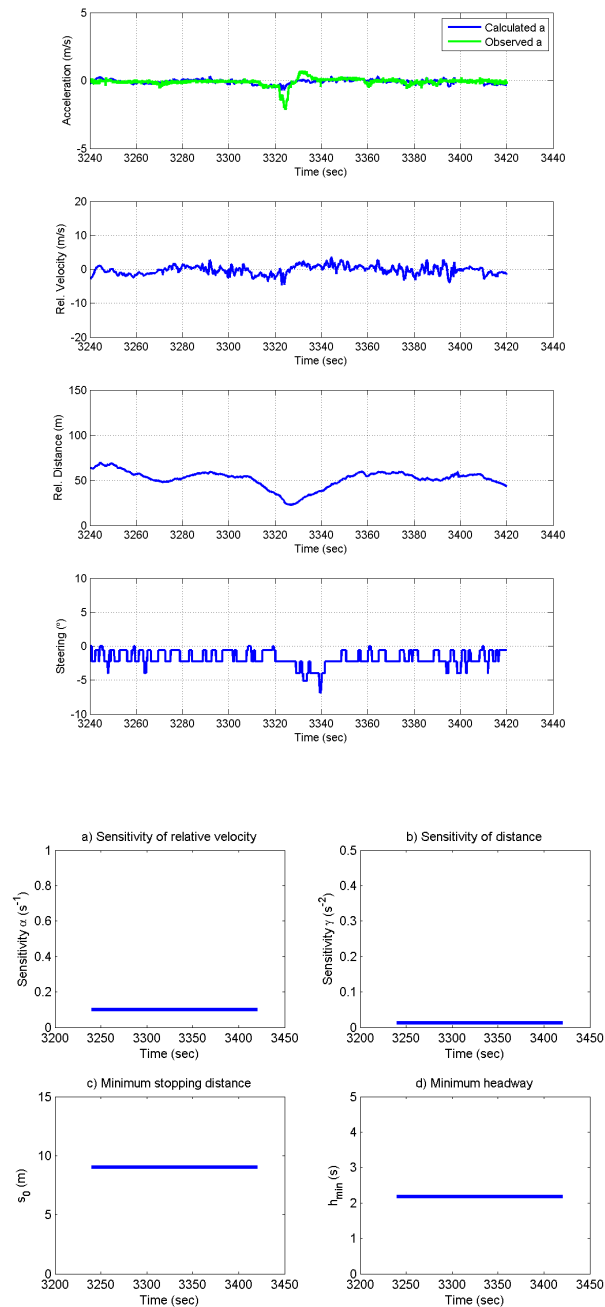 5
0
-5
Acceleration (m/s)
Calculated a
Observed a
3240 3260 3280 3300 3320 3340 3360 3380 3400 3420 3440
Time (sec)
20
10
0
-10
-20
Rel. Velocity (m/s)
3240 3260 3280 3300 3320 3340 3360 3380 3400 3420 3440
Time (sec)
150
100
50
0
Rel. Distance (m)
3240 3260 3280 3300 3320 3340 3360 3380 3400 3420 3440
Time (sec)
10
5
0
-5
-10
Steering (°)
3240 3260 3280 3300 3320 3340 3360 3380 3400 3420 3440
Time (sec)
a) Sensitivity of relative velocity
1
0.8
0.6
0.4
0.2
0
Sensitivity α (s⁻¹)
3200 3250 3300 3350 3400 3450
Time (sec)
b) Sensitivity of distance
0.5
0.4
0.3
0.2
0.1
0
Sensitivity γ (s⁻²)
3200 3250 3300 3350 3400 3450
Time (sec)
c) Minimum stopping distance
15
10
5
0
s₀ (m)
3200 3250 3300 3350 3400 3450
Time (sec)
d) Minimum headway
5
4
3
2
1
0
h_min (s)
3200 3250 3300 3350 3400 3450
Time (sec)